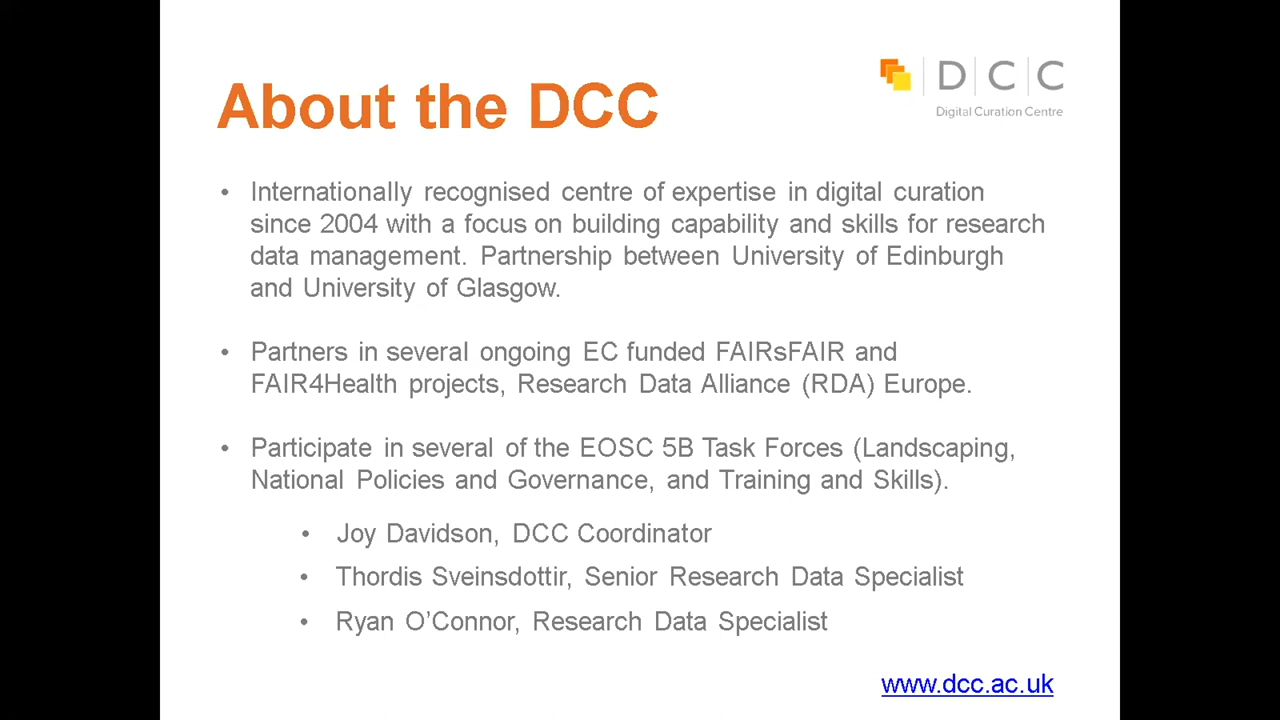 About the DCC
D C C
Digital Curation Centre
• Internationally recognised centre of expertise in digital curation
since 2004 with a focus on building capability and skills for research
data management. Partnership between University of Edinburgh
and University of Glasgow.
• Partners in several ongoing EC funded FAIRsFAIR and
FAIR4Health projects, Research Data Alliance (RDA) Europe.
• Participate in several of the EOSC 5B Task Forces (Landscaping,
National Policies and Governance, and Training and Skills).
• Joy Davidson, DCC Coordinator
• Thordis Sveinsdottir, Senior Research Data Specialist
• Ryan O’Connor, Research Data Specialist
www.dcc.ac.uk